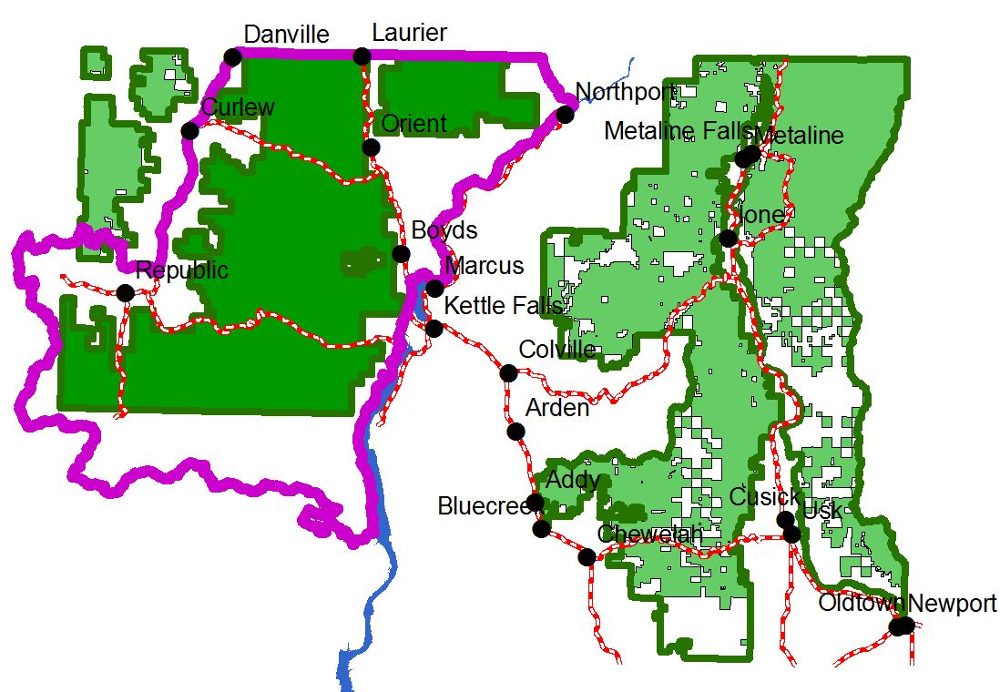 Danville
Laurier
Northport
Curlew
Orient
Metaline Falls
Metaline
Ione
Boyds
Marcus
Republic
Kettle Falls
Colville
Arden
Addy
Bluecreek
Cusick
Usk
Chewelah
Oldtown
Newport